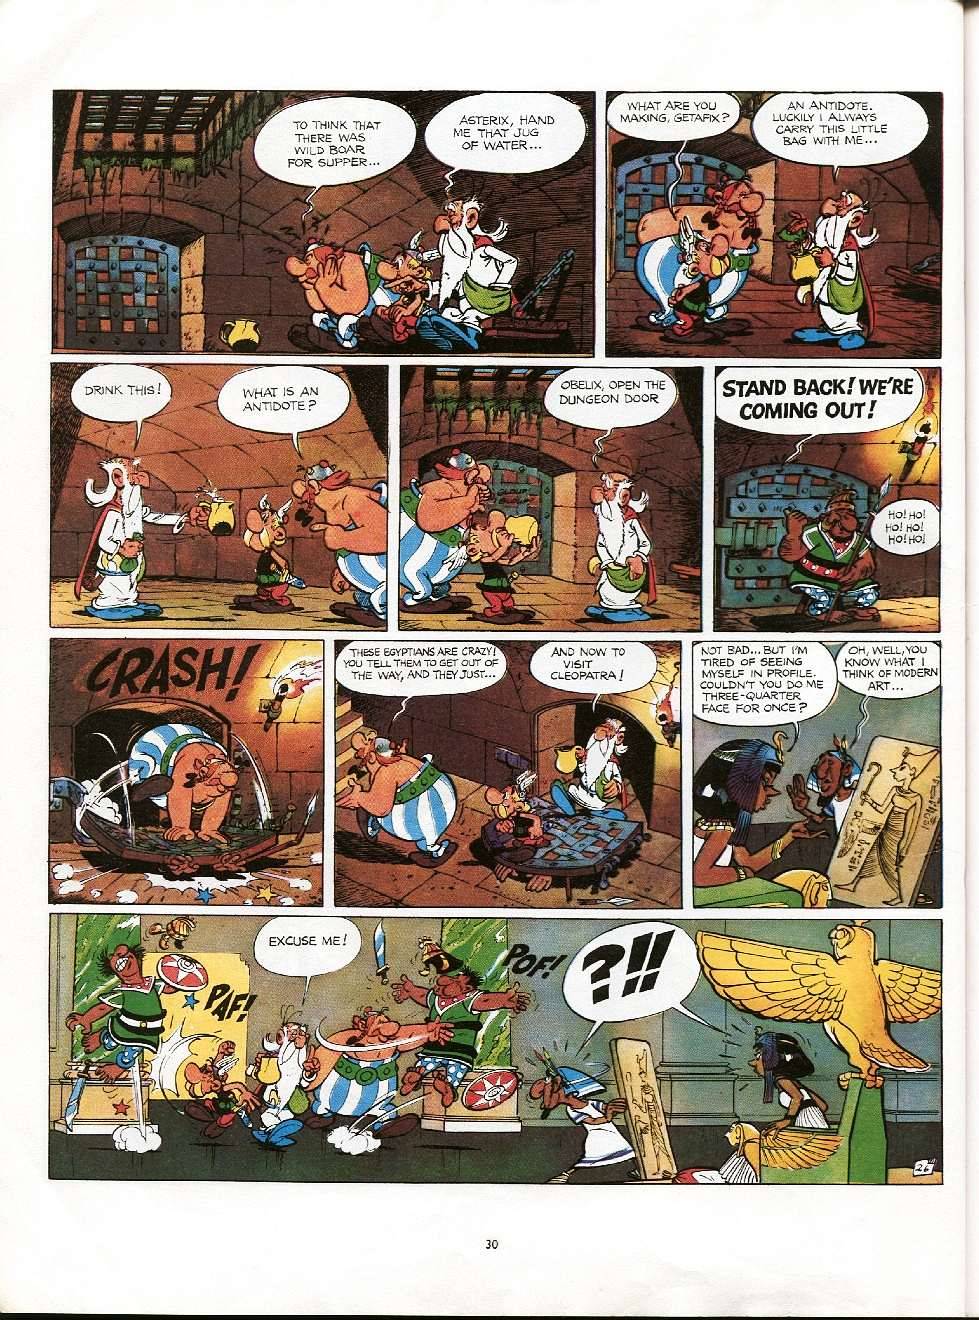 TO THINK THAT
THERE WAS
WILD BOAR
FOR SUPPER...
ASTERIX, HAND
ME THAT JUG
OF WATER...
WHAT ARE YOU
MAKING, GETAFIX?
AN ANTIDOTE.
LUCKILY I ALWAYS
CARRY THIS LITTLE
BAG WITH ME...
DRINK THIS!
WHAT IS AN
ANTIDOTE?
OBELIX, OPEN THE
DUNGEON DOOR
STAND BACK! WE'RE
COMING OUT!
HO! HO!
HO! HO!
HO! HO!
CRASH!
THESE EGYPTIANS ARE CRAZY!
YOU TELL THEM TO GET OUT OF
THE WAY, AND THEY JUST...
AND NOW TO
VISIT
CLEOPATRA!
NOT BAD... BUT I'M
TIRED OF SEEING
MYSELF IN PROFILE.
COULDN'T YOU DO ME
THREE-QUARTER
FACE FOR ONCE?
OH, WELL, YOU
KNOW WHAT I
THINK OF MODERN
ART...
PAF!
EXCUSE ME!
POF!
?!!
26
30